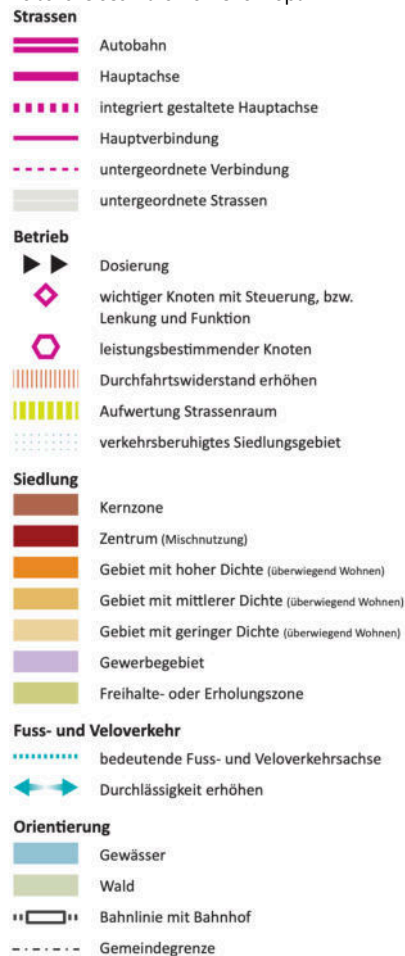 Strassen
Autobahn
Hauptachse
integriert gestaltete Hauptachse
Hauptverbindung
untergeordnete Verbindung
untergeordnete Strassen
Betrieb
Dosierung
wichtiger Knoten mit Steuerung, bzw.
Lenkung und Funktion
leistungsbestimmender Knoten
Durchfahrtswiderstand erhöhen
Aufwertung Strassenraum
verkehrsberuhigtes Siedlungsgebiet
Siedlung
Kernzone
Zentrum (Mischnutzung)
Gebiet mit hoher Dichte (überwiegend Wohnen)
Gebiet mit mittlerer Dichte (überwiegend Wohnen)
Gebiet mit geringer Dichte (überwiegend Wohnen)
Gewerbegebiet
Freihalte- oder Erholungszone
Fuss- und Veloverkehr
bedeutende Fuss- und Veloverkehrsachse
Durchlässigkeit erhöhen
Orientierung
Gewässer
Wald
Bahnlinie mit Bahnhof
Gemeindegrenze